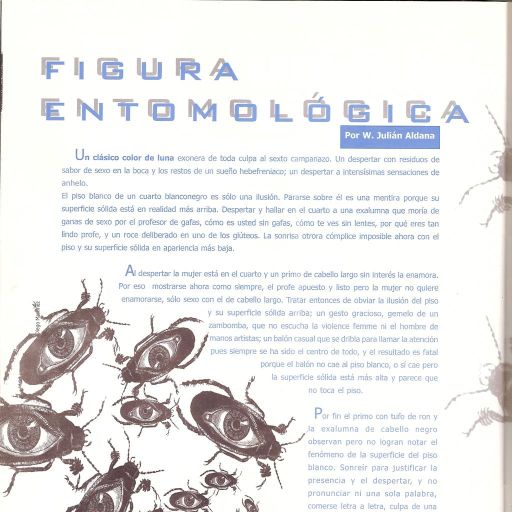 FIGURA
ENTOMOLÓGICA
Por W. Julián Aldana
Un clásico color de luna exonera de toda culpa al sexto campanazo. Un despertar con residuos de
sabor de sexo en la boca y los restos de un sueño hebefreniaco; un despertar a intensísimas sensaciones de
anhelo.
El piso blanco de un cuarto blanconegro es sólo una ilusión. Pararse sobre él es una mentira porque su
superficie sólida está en realidad más arriba. Despertar y hallar en el cuarto a una exalumna que moría de
ganas de sexo por el profesor de gafas, cómo es usted sin gafas, cómo te ves sin lentes, por qué eres tan
lindo profe, y un roce deliberado en uno de los glúteos. La sonrisa otrora cómplice imposible ahora con el
piso y su superficie sólida en apariencia más baja.
Al despertar la mujer está en el cuarto y un primo de cabello largo sin interés la enamora.
Por eso mostrarse ahora como siempre, el profe apuesto y listo pero la mujer no quiere
enamorarse, sólo sexo con el de cabello largo. Tratar entonces de obviar la ilusión del piso
y su superficie sólida arriba; un gesto gracioso, gemelo de un
zambomba, que no escucha la violence femme ni el hombre de
manos artistas; un balón casual que se dribla para llamar la atención
pues siempre se ha sido el centro de todo, y el resultado es fatal
porque el balón no cae al piso blanco, o sí cae pero
la superficie sólida está más alta y parece que
no toca el piso.
Por fin el primo con tufo de ron y
la exalumna de cabello negro
observan pero no logran notar el
fenómeno de la superficie del piso
blanco. Sonreír para justificar la
presencia y el despertar, y no
pronunciar ni una sola palabra,
comerse letra a letra, culpa de una